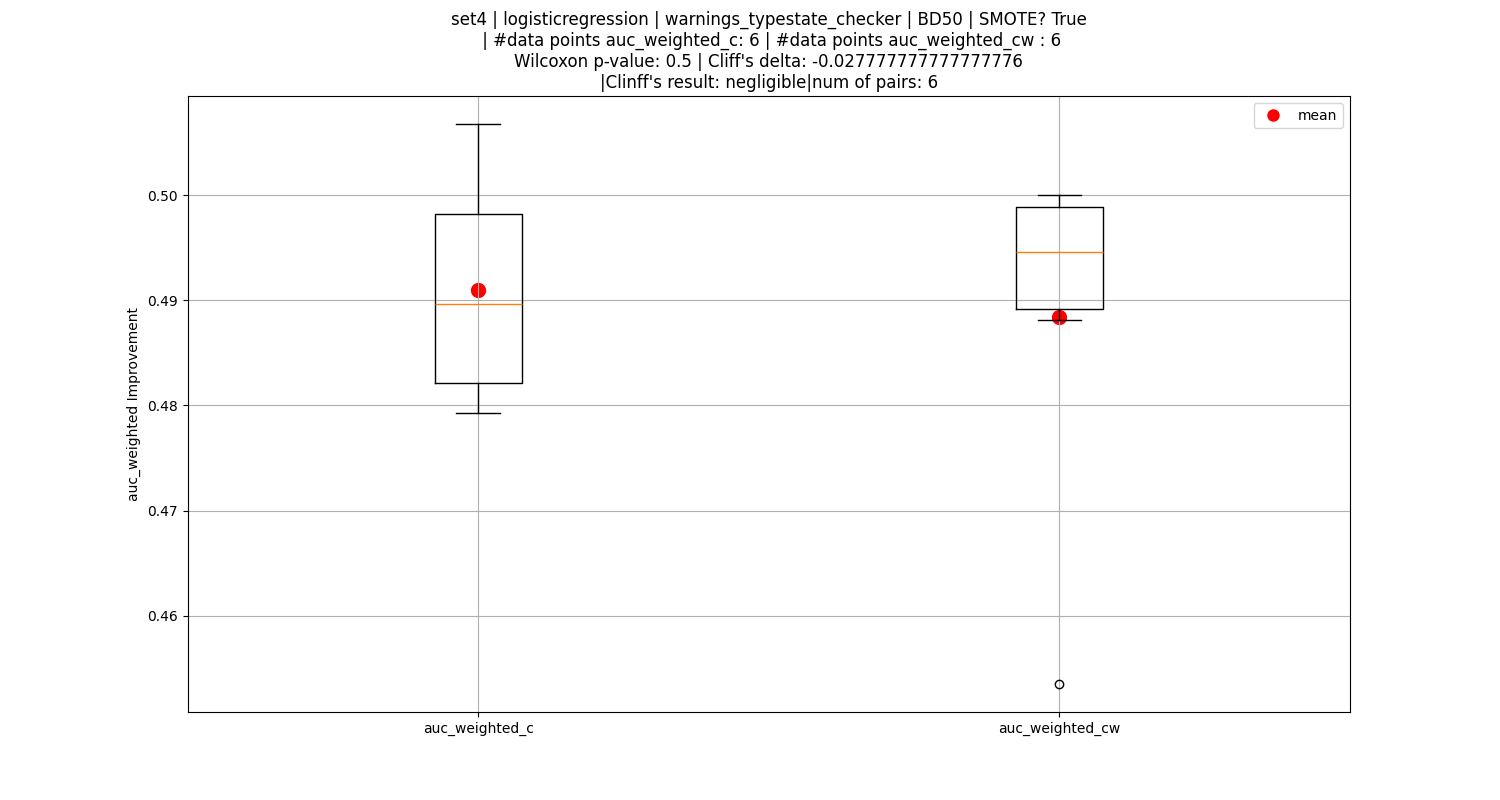 set4 | logisticregression | warnings_typestate_checker | BD50 | SMOTE? True
| #data points auc_weighted_c: 6 | #data points auc_weighted_cw : 6
Wilcoxon p-value: 0.5 | Cliff's delta: -0.027777777777777776
|Clinff's result: negligible|num of pairs: 6
mean
0.50
0.49
0.48
0.47
0.46
auc_weighted Improvement
auc_weighted_c
auc_weighted_cw